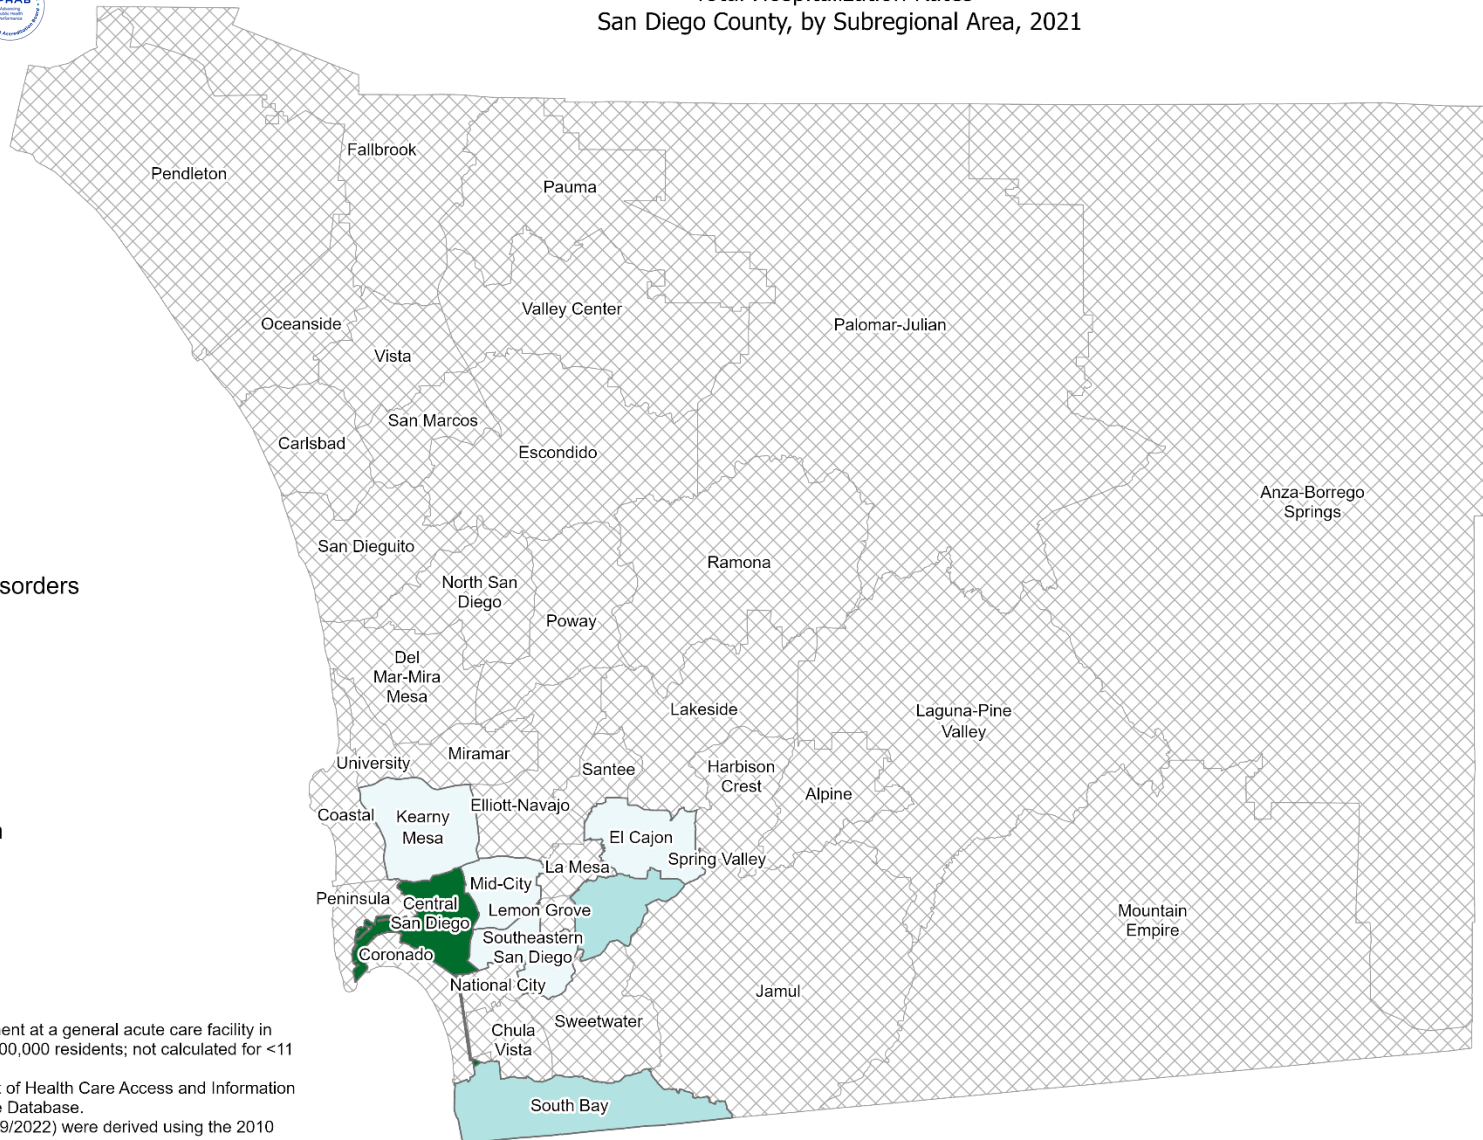 San Diego County, by Subregional Area, 2021
Fallbrook
Pendleton
Pauma
Valley Center
Oceanside
Palomar-Julian
Vista
San Marcos
Carlsbad
Escondido
Anza-Borrego
Springs
San Dieguito
Ramona
sorders
North San
Diego
Poway
Del
Mar-Mira
Mesa
Lakeside
Laguna-Pine
Valley
Miramar
University
Santee
Harbison
Crest
Alpine
Elliott-Navajo
Coastal
Kearny
Mesa
El Cajon
Spring Valley
La Mesa
Mid-City
Peninsula
Central
San Diego
Lemon Grove
Mountain
Empire
Southeastern
San Diego
Coronado
National City
Jamul
Sweetwater
Chula
Vista
ent at a general acute care facility in
00,000 residents; not calculated for <11
of Health Care Access and Information
Database.
9/2022) were derived using the 2010
South Bay